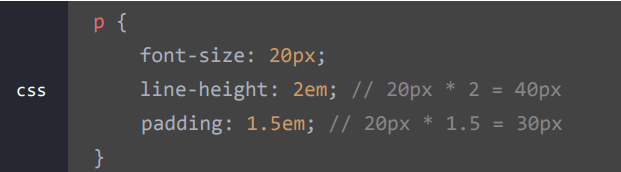 p {
font-size: 20px;
css
line-height: 2em; // 20px * 2 = 40px
padding: 1.5em; // 20px * 1.5 = 30px
}